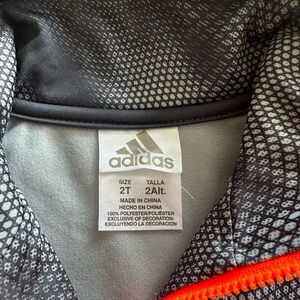 adidas
SIZE TALLA
2T 2Alt.
MADE IN CHINA
HECHO EN CHINA
100% POLYESTER/POLIÉSTER
EXCLUSIVE OF DECORATION
EXCLUYENDO LA DECORACIÓN